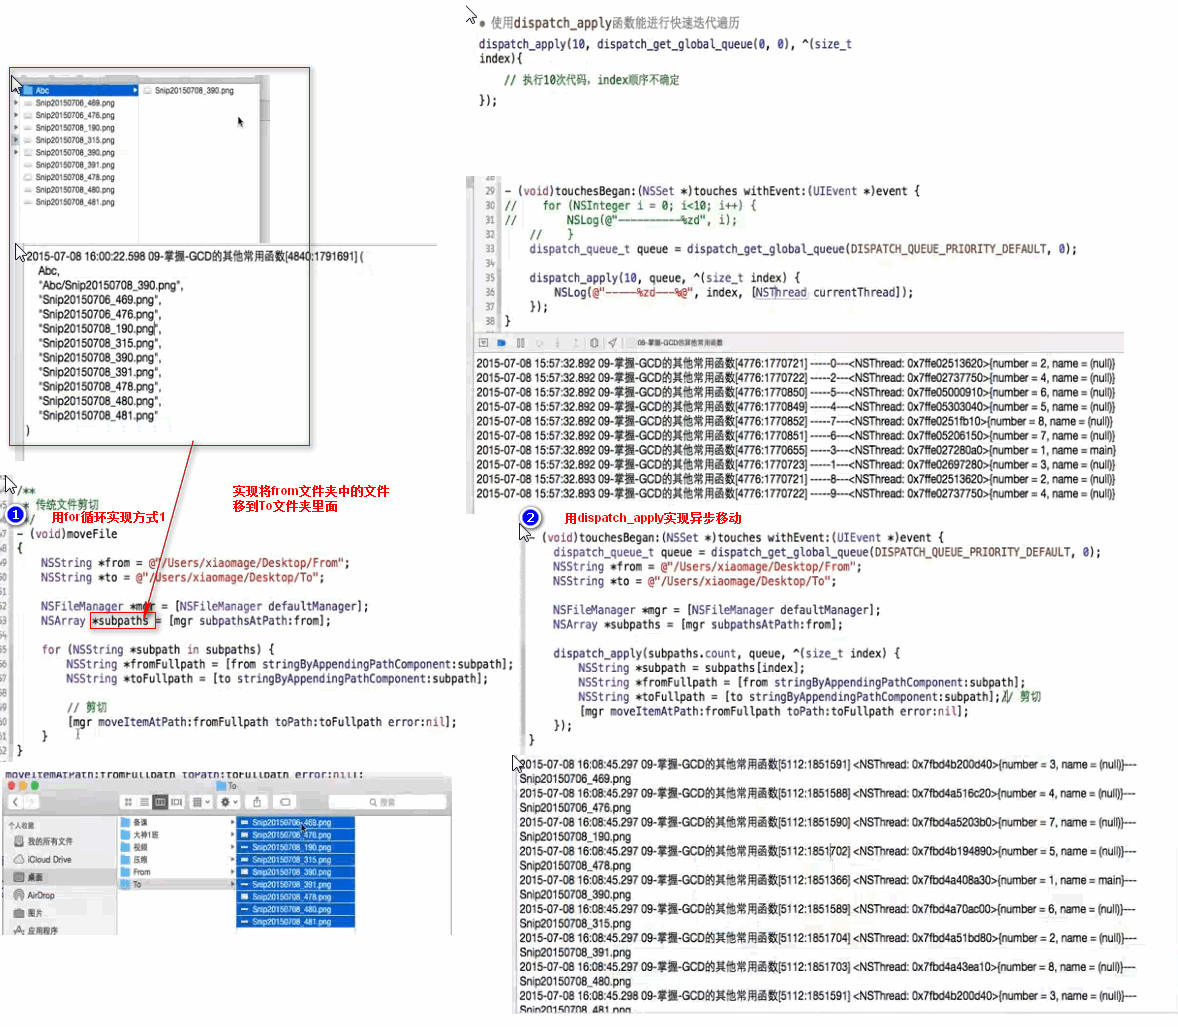 使用dispatch_apply函数能进行快速迭代遍历
dispatch_apply(10, dispatch_get_global_queue(0, 0), ^(size_t
index){
// 执行10次代码，index顺序不确定
});
Abc
Snip20150706_469.png
Snip20150706_476.png
Snip20150708_190.png
Snip20150708_315.png
Snip20150708_390.png
Snip20150708_391.png
Snip20150708_478.png
Snip20150708_480.png
Snip20150708_481.png
Snip20150708_390.png
2015-07-08 16:00:22.598 09-掌握-GCD的其他常用函数[4840:1791691] (
Abc,
"Abc/Snip20150708_390.png",
"Snip20150706_469.png",
"Snip20150706_476.png",
"Snip20150708_190.png",
"Snip20150708_315.png",
"Snip20150708_390.png",
"Snip20150708_391.png",
"Snip20150708_478.png",
"Snip20150708_480.png",
"Snip20150708_481.png"
)
29 - (void)touchesBegan:(NSSet *)touches withEvent:(UIEvent *)event {
30 // for (NSInteger i = 0; i<10; i++) {
31 // NSLog(@"----------%zd", i);
32 // }
33 dispatch_queue_t queue = dispatch_get_global_queue(DISPATCH_QUEUE_PRIORITY_DEFAULT, 0);
34
35 dispatch_apply(10, queue, ^(size_t index) {
36 NSLog(@"-----%zd---%@", index, [NSThread currentThread]);
37 });
38 }
09-掌握-GCD的其他常用函数
2015-07-08 15:57:32.892 09-掌握-GCD的其他常用函数[4776:1770721] -----0---<NSThread: 0x7ffe02513620>{number = 2, name = (null)}
2015-07-08 15:57:32.892 09-掌握-GCD的其他常用函数[4776:1770722] -----2---<NSThread: 0x7ffe02737750>{number = 4, name = (null)}
2015-07-08 15:57:32.892 09-掌握-GCD的其他常用函数[4776:1770850] -----5---<NSThread: 0x7ffe05000910>{number = 6, name = (null)}
2015-07-08 15:57:32.892 09-掌握-GCD的其他常用函数[4776:1770849] -----4---<NSThread: 0x7ffe05303040>{number = 5, name = (null)}
2015-07-08 15:57:32.892 09-掌握-GCD的其他常用函数[4776:1770852] -----7---<NSThread: 0x7ffe0251fb10>{number = 8, name = (null)}
2015-07-08 15:57:32.892 09-掌握-GCD的其他常用函数[4776:1770851] -----6---<NSThread: 0x7ffe05206150>{number = 7, name = (null)}
2015-07-08 15:57:32.892 09-掌握-GCD的其他常用函数[4776:1770655] -----3---<NSThread: 0x7ffe027280a0>{number = 1, name = main}
2015-07-08 15:57:32.892 09-掌握-GCD的其他常用函数[4776:1770723] -----1---<NSThread: 0x7ffe02697280>{number = 3, name = (null)}
2015-07-08 15:57:32.892 09-掌握-GCD的其他常用函数[4776:1770721] -----8---<NSThread: 0x7ffe02513620>{number = 2, name = (null)}
2015-07-08 15:57:32.893 09-掌握-GCD的其他常用函数[4776:1770722] -----9---<NSThread: 0x7ffe02737750>{number = 4, name = (null)}
实现将from文件夹中的文件
移到To文件夹里面
/**
* 传统文件剪切
1 用for循环实现方式1
- (void)moveFile
{
NSString *from = @"/Users/xiaomage/Desktop/From";
NSString *to = @"/Users/xiaomage/Desktop/To";
NSFileManager *mgr = [NSFileManager defaultManager];
NSArray *subpaths = [mgr subpathsAtPath:from];
for (NSString *subpath in subpaths) {
NSString *fromFullpath = [from stringByAppendingPathComponent:subpath];
NSString *toFullpath = [to stringByAppendingPathComponent:subpath];
// 剪切
[mgr moveItemAtPath:fromFullpath toPath:toFullpath error:nil];
}
}
moveItemAtPath:fromFullpath toPath:toFullpath error:nil];
To
搜索
个人收藏
我的所有文件
iCloud Drive
桌面
AirDrop
图片
应用程序
备课
大神1班
视频
压缩
From
To
Snip20150706_469.png
Snip20150706_476.png
Snip20150708_190.png
Snip20150708_315.png
Snip20150708_390.png
Snip20150708_391.png
Snip20150708_478.png
Snip20150708_480.png
Snip20150708_481.png
2 用dispatch_apply实现异步移动
- (void)touchesBegan:(NSSet *)touches withEvent:(UIEvent *)event {
dispatch_queue_t queue = dispatch_get_global_queue(DISPATCH_QUEUE_PRIORITY_DEFAULT, 0);
NSString *from = @"/Users/xiaomage/Desktop/From";
NSString *to = @"/Users/xiaomage/Desktop/To";
NSFileManager *mgr = [NSFileManager defaultManager];
NSArray *subpaths = [mgr subpathsAtPath:from];
dispatch_apply(subpaths.count, queue, ^(size_t index) {
NSString *subpath = subpaths[index];
NSString *fromFullpath = [from stringByAppendingPathComponent:subpath];
NSString *toFullpath = [to stringByAppendingPathComponent:subpath];// 剪切
[mgr moveItemAtPath:fromFullpath toPath:toFullpath error:nil];
});
}
2015-07-08 16:08:45.297 09-掌握-GCD的其他常用函数[5112:1851591] <NSThread: 0x7fbd4b200d40>{number = 3, name = (null)}---
Snip20150706_469.png
2015-07-08 16:08:45.297 09-掌握-GCD的其他常用函数[5112:1851588] <NSThread: 0x7fbd4a516c20>{number = 4, name = (null)}---
Snip20150706_476.png
2015-07-08 16:08:45.297 09-掌握-GCD的其他常用函数[5112:1851590] <NSThread: 0x7fbd4a5203b0>{number = 7, name = (null)}---
Snip20150708_190.png
2015-07-08 16:08:45.297 09-掌握-GCD的其他常用函数[5112:1851702] <NSThread: 0x7fbd4b194890>{number = 5, name = (null)}---
Snip20150708_478.png
2015-07-08 16:08:45.297 09-掌握-GCD的其他常用函数[5112:1851366] <NSThread: 0x7fbd4a408a30>{number = 1, name = main}---
Snip20150708_390.png
2015-07-08 16:08:45.297 09-掌握-GCD的其他常用函数[5112:1851589] <NSThread: 0x7fbd4a70ac00>{number = 6, name = (null)}---
Snip20150708_315.png
2015-07-08 16:08:45.297 09-掌握-GCD的其他常用函数[5112:1851704] <NSThread: 0x7fbd4a51bd80>{number = 2, name = (null)}---
Snip20150708_391.png
2015-07-08 16:08:45.297 09-掌握-GCD的其他常用函数[5112:1851703] <NSThread: 0x7fbd4a43ea10>{number = 8, name = (null)}---
Snip20150708_480.png
2015-07-08 16:08:45.298 09-掌握-GCD的其他常用函数[5112:1851591] <NSThread: 0x7fbd4b200d40>{number = 3, name = (null)}---
Snip20150708_481.png